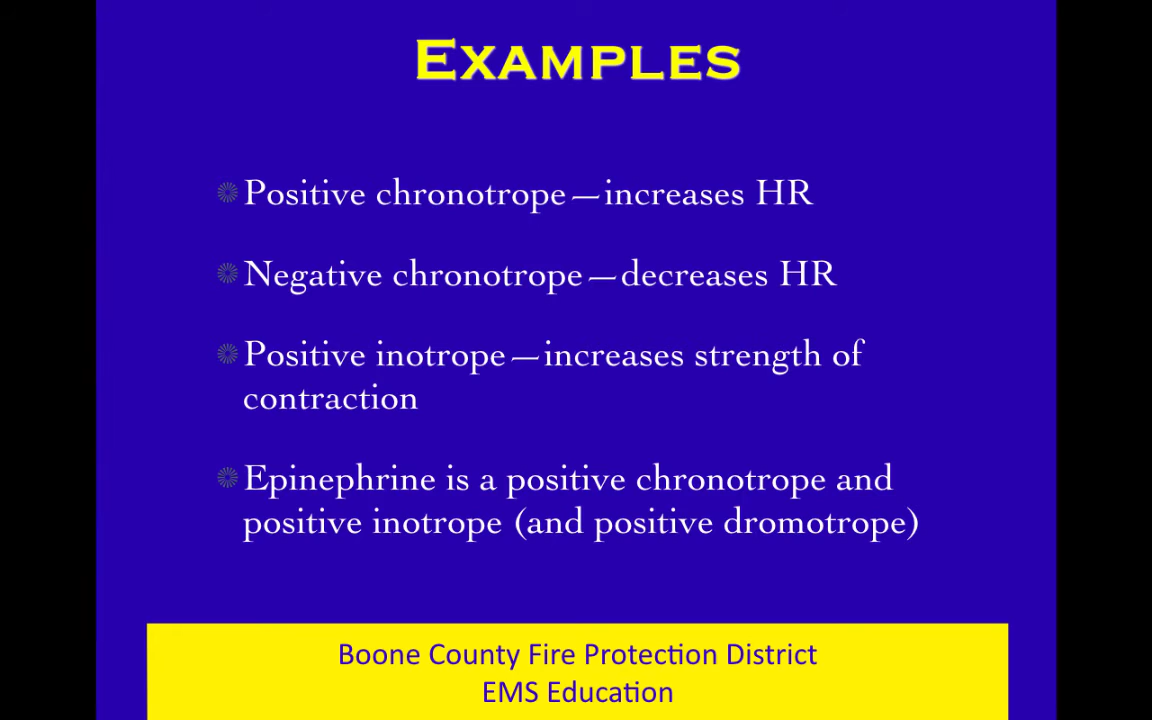 Examples
Positive chronotrope—increases HR
Negative chronotrope—decreases HR
Positive inotrope—increases strength of
contraction
Epinephrine is a positive chronotrope and
positive inotrope (and positive dromotrope)
Boone County Fire Protection District
EMS Education